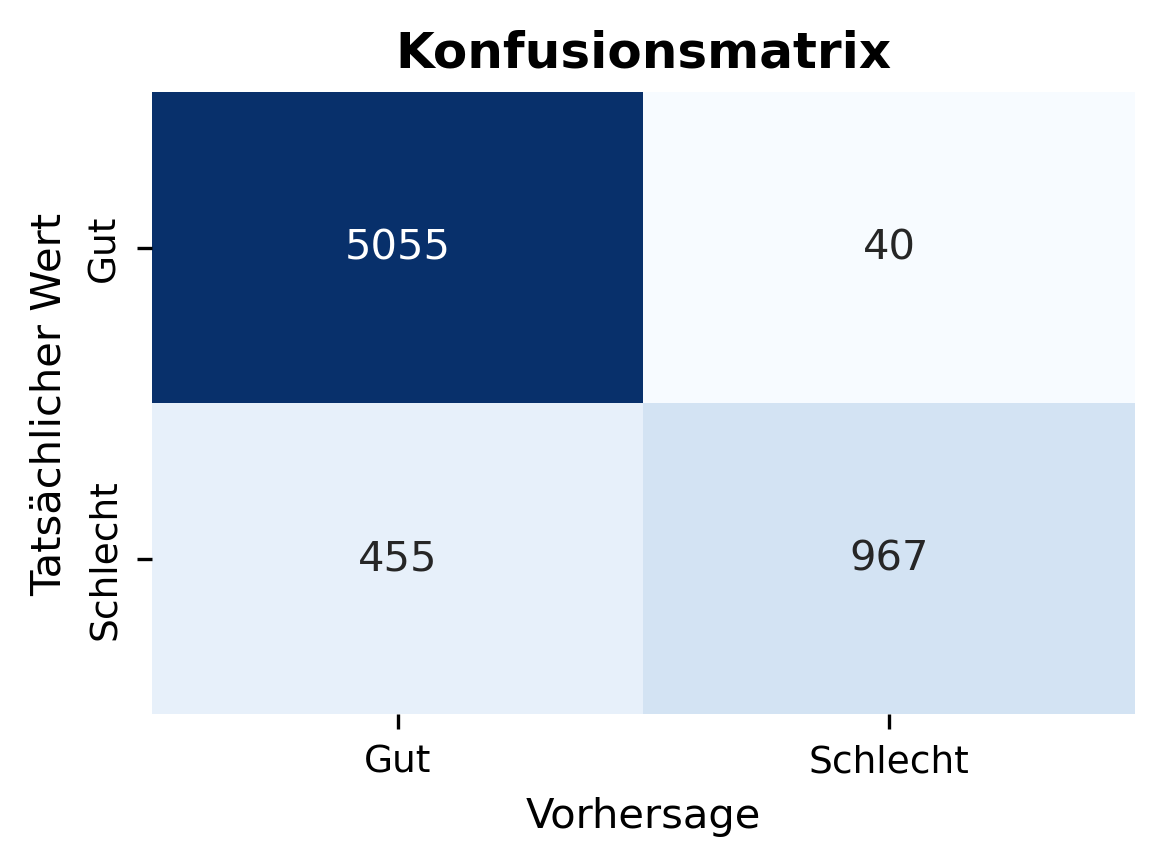 Konfusionsmatrix
Tatsächlicher Wert
Gut
5055
40
Schlecht
455
967
Gut
Schlecht
Vorhersage